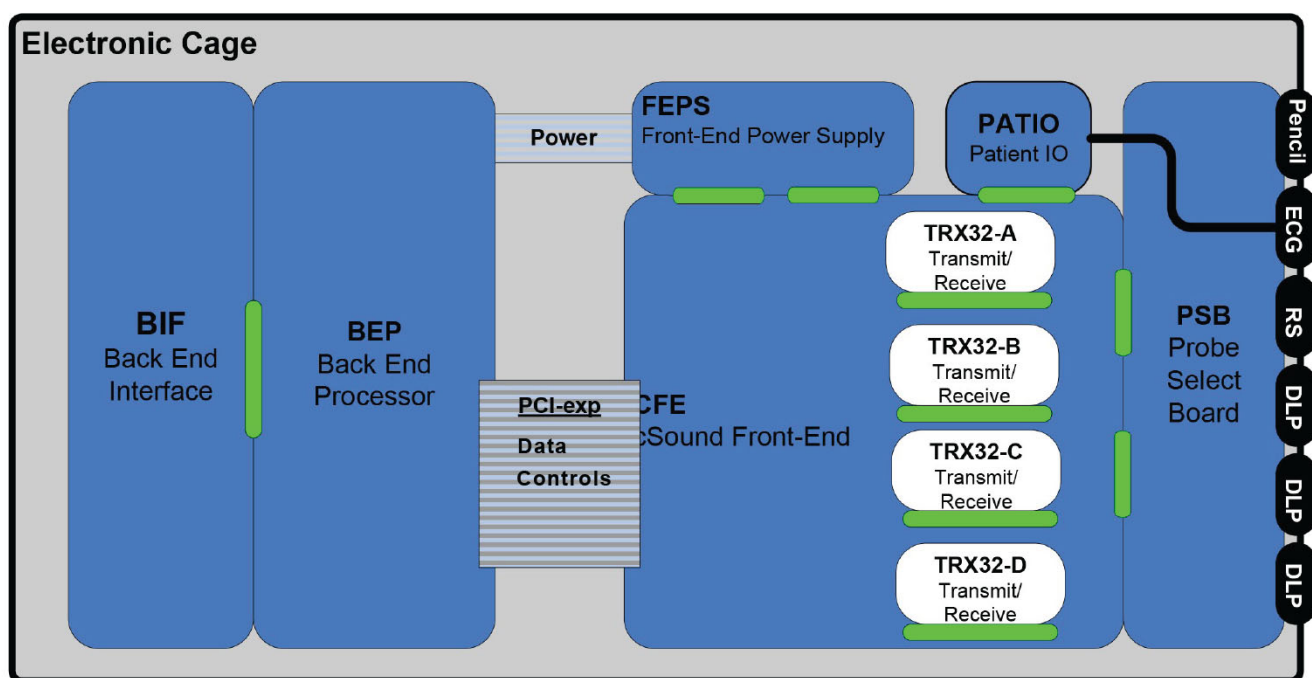 Electronic Cage
BIF
Back End
Interface
BEP
Back End
Processor
Power
PCI-exp
Data
Controls
FEPS
Front-End Power Supply
PATIO
Patient IO
CFE
cSound Front-End
TRX32-A
Transmit/
Receive
TRX32-B
Transmit/
Receive
TRX32-C
Transmit/
Receive
TRX32-D
Transmit/
Receive
PSB
Probe
Select
Board
Pencil
ECG
RS
DLP
DLP
DLP